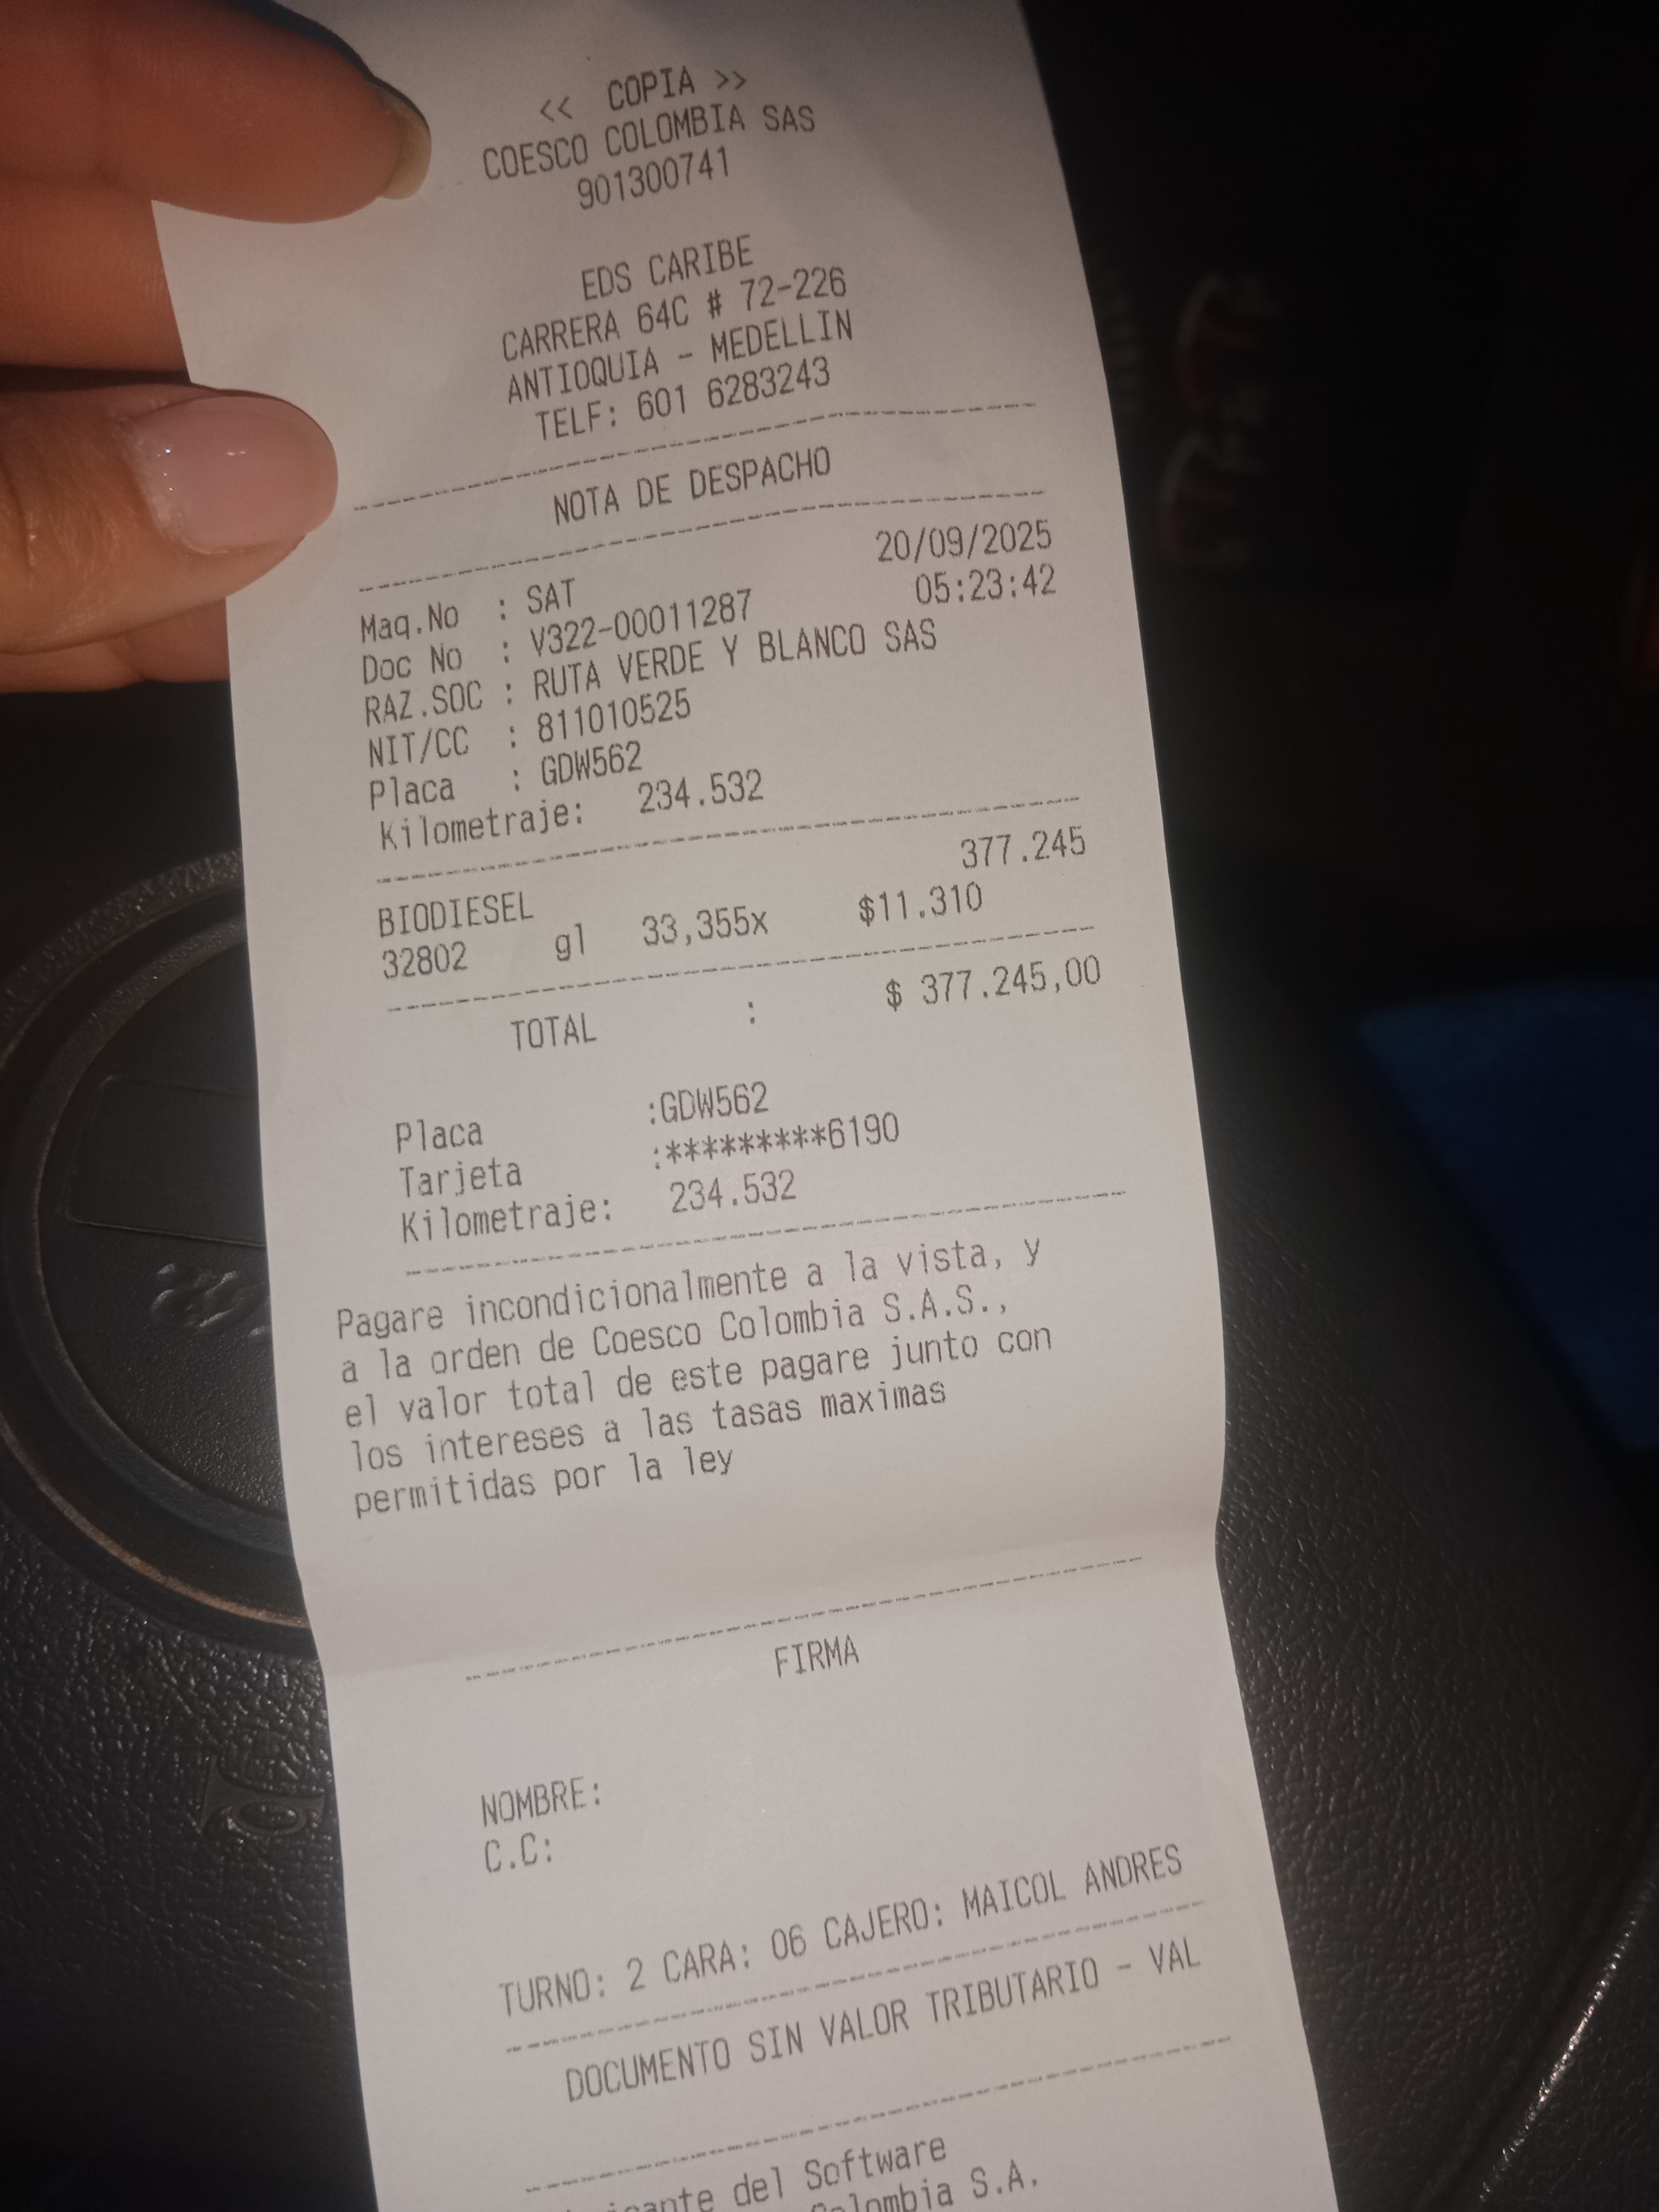 << COPIA >>
COESCO COLOMBIA SAS
901300741
EDS CARIBE
CARRERA 64C # 72-226
ANTIOQUIA - MEDELLIN
TELF: 601 6283243
NOTA DE DESPACHO
20/09/2025
Maq.No : SAT 05:23:42
Doc No : V322-00011287
RAZ.SOC : RUTA VERDE Y BLANCO SAS
NIT/CC : 811010525
Placa : GDW562
Kilometraje: 234.532
BIODIESEL 377.245
32802 gl 33,355x $11.310
TOTAL : $ 377.245,00
Placa :GDW562
Tarjeta :*********6190
Kilometraje: 234.532
Pagare incondicionalmente a la vista, y
a la orden de Coesco Colombia S.A.S.,
el valor total de este pagare junto con
los intereses a las tasas maximas
permitidas por la ley
FIRMA
NOMBRE:
C.C:
TURNO: 2 CARA: 06 CAJERO: MAICOL ANDRES
DOCUMENTO SIN VALOR TRIBUTARIO - VAL
del Software
S.A.